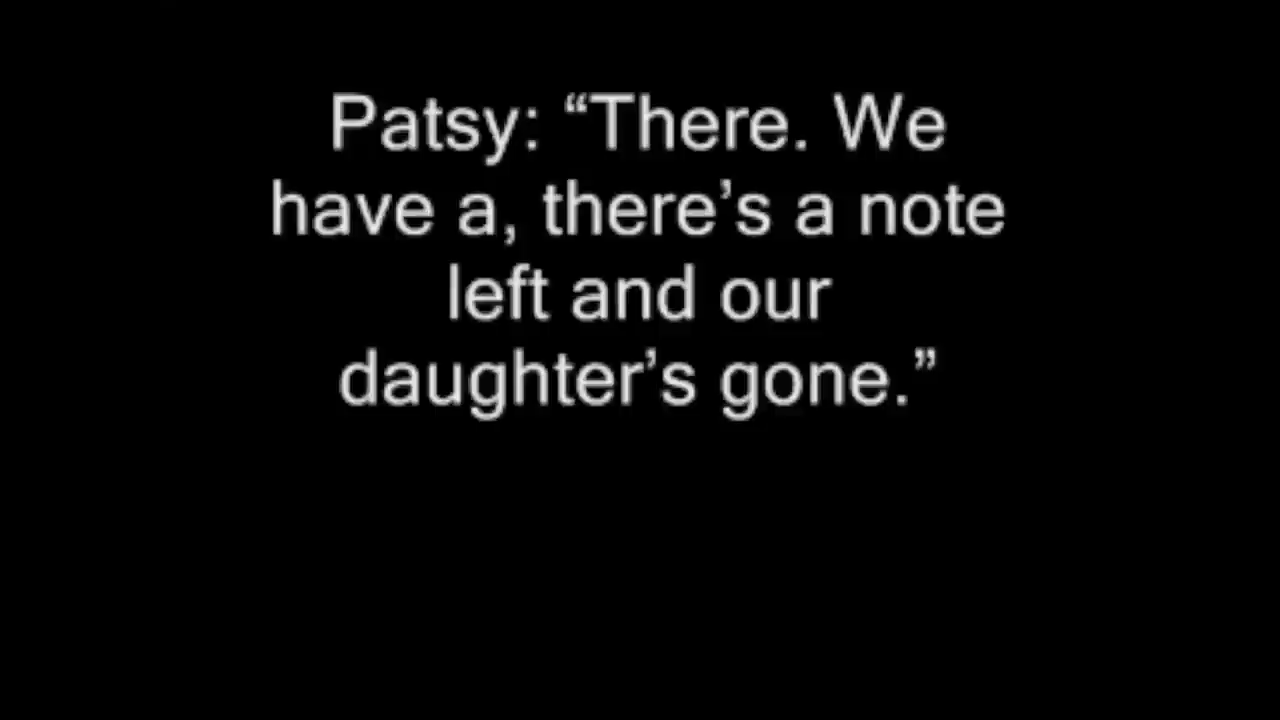 Patsy: “There. We
have a, there’s a note
left and our
daughter’s gone.”